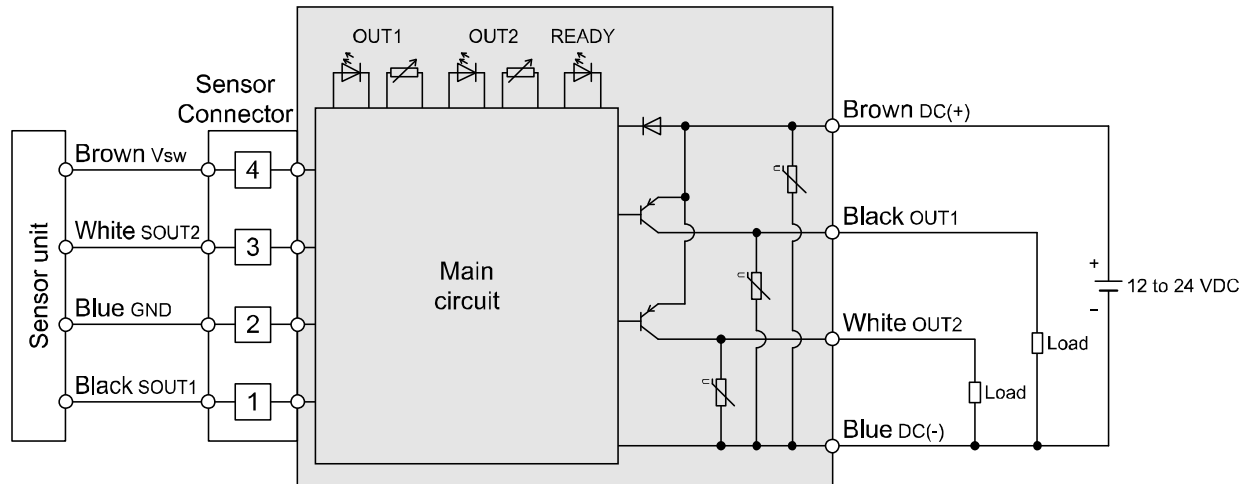 OUT1
OUT2
READY
Sensor
Connector
Brown DC(+)
Brown Vsw
4
Black OUT1
White SOUT2
3
Sensor unit
Main
circuit
+
12 to 24 VDC
−
Blue GND
2
White OUT2
Load
Load
Black SOUT1
1
Blue DC(-)
U
U
U